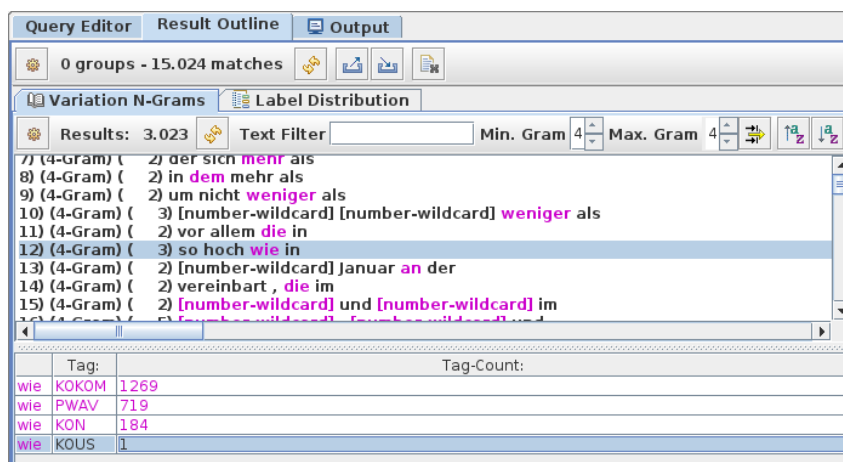 Query Editor Result Outline Output
0 groups - 15.024 matches
Variation N-Grams Label Distribution
Results: 3.023 Text Filter Min. Gram 4 Max. Gram 4
7) (4-Gram) ( 2) der sich mehr als
8) (4-Gram) ( 2) in dem mehr als
9) (4-Gram) ( 2) um nicht weniger als
10) (4-Gram) ( 3) [number-wildcard] [number-wildcard] weniger als
11) (4-Gram) ( 2) vor allem die in
12) (4-Gram) ( 3) so hoch wie in
13) (4-Gram) ( 2) [number-wildcard] Januar an der
14) (4-Gram) ( 2) vereinbart , die im
15) (4-Gram) ( 2) [number-wildcard] und [number-wildcard] im
Tag: Tag-Count:
wie KOKOM 1269
wie PWAV 719
wie KON 184
wie KOUS 1